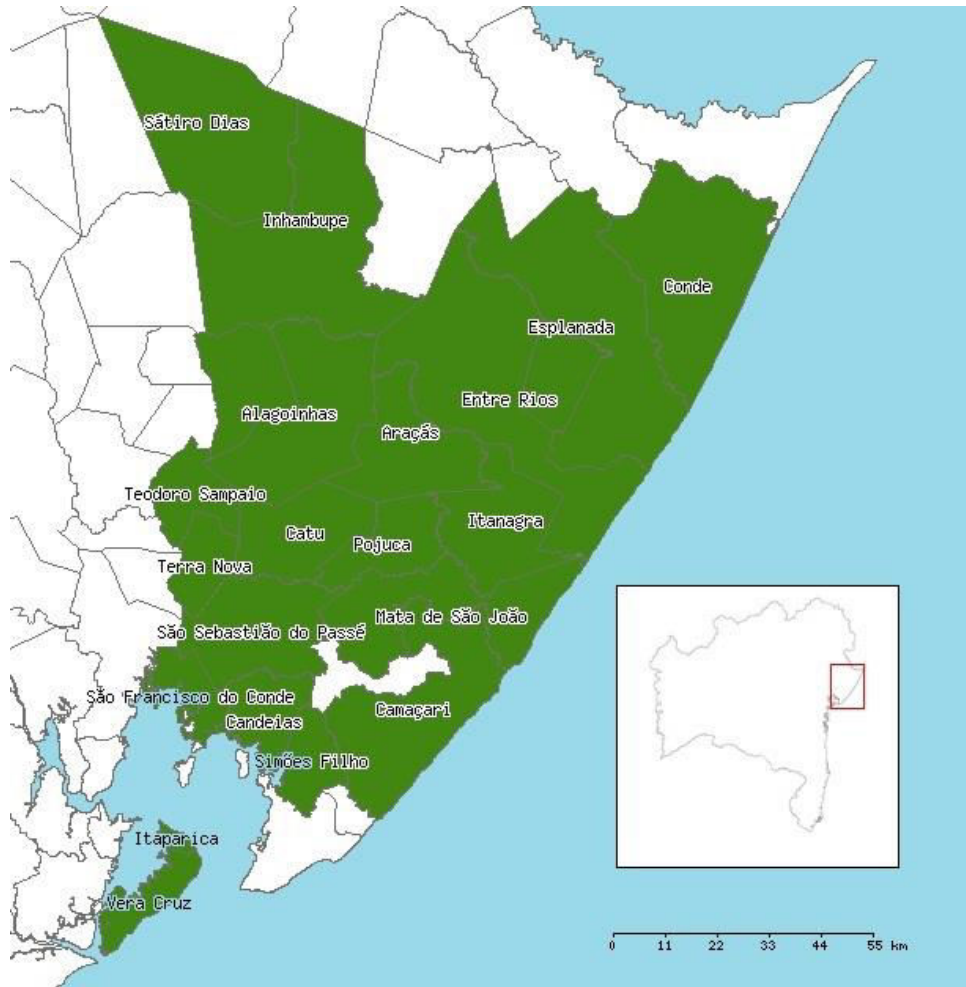 Sátiro Dias
Inhambupe
Conde
Esplanada
Entre Rios
Alagoinhas
Araçás
Teodoro Sampaio
Itanagra
Catu
Pojuca
Terra Nova
Mata de São João
São Sebastião do Passé
São Francisco do Conde
Camaçari
Candeias
Simões Filho
Itaparica
Vera Cruz
0 11 22 33 44 55 km